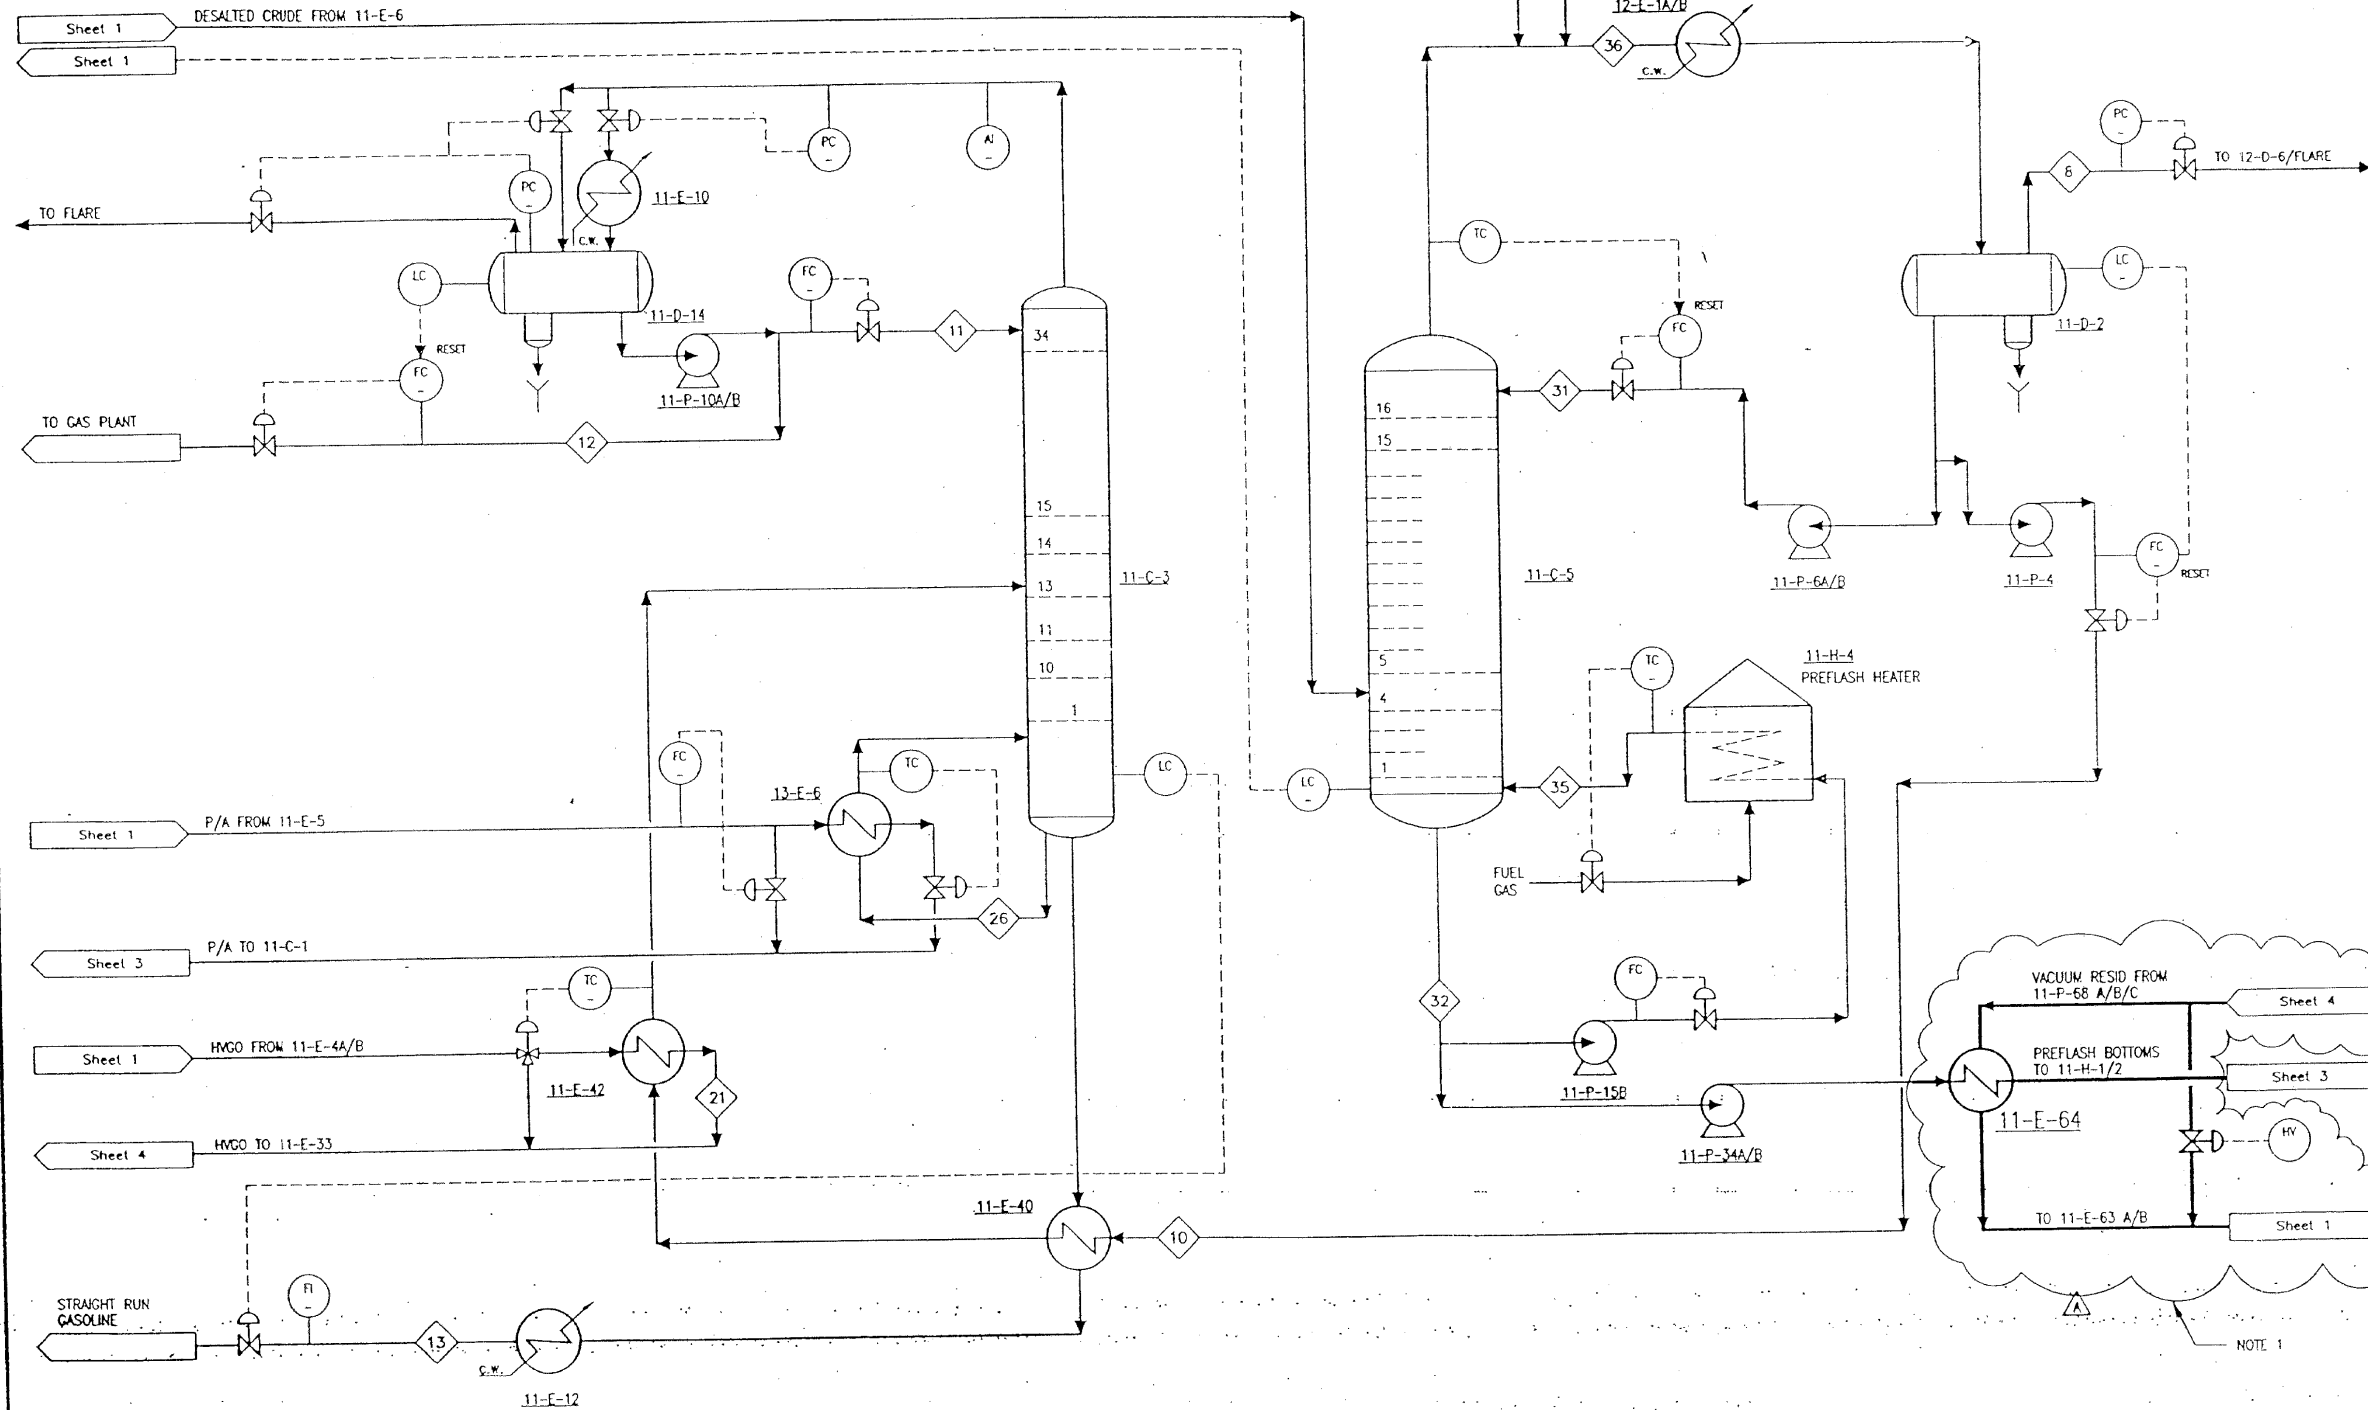 DESALTED CRUDE FROM 11-E-6
Sheet 1
Sheet 1
12-E-1A/B
36
C.W.
PC
-
AI
-
PC
-
8
TO 12-D-6/FLARE
PC
-
11-E-10
TO FLARE
C.W.
TC
LC
FC
-
LC
-
RESET
11-D-14
11
34
FC
11-D-2
RESET
FC
-
11-P-10A/B
31
16
TO GAS PLANT
12
15
15
14
FC
-
RESET
11-C-3
13
11-C-5
11-P-6A/B
11-P-4
11
10
5
TC
-
11-H-4
PREFLASH HEATER
4
1
FC
-
TC
LC
1
LC
-
35
13-E-6
P/A FROM 11-E-5
Sheet 1
FUEL
GAS
26
P/A TO 11-C-1
Sheet 3
TC
-
FC
-
32
VACUUM RESID FROM
11-P-68 A/B/C
Sheet 4
HVGO FROM 11-E-4A/B
Sheet 1
PREFLASH BOTTOMS
TO 11-H-1/2
Sheet 3
11-E-42
21
11-P-15B
11-E-64
HV
HVGO TO 11-E-33
Sheet 4
11-P-34A/B
11-E-40
10
TO 11-E-63 A/B
Sheet 1
FI
-
STRAIGHT RUN
GASOLINE
A
13
NOTE 1
C.W.
11-E-12